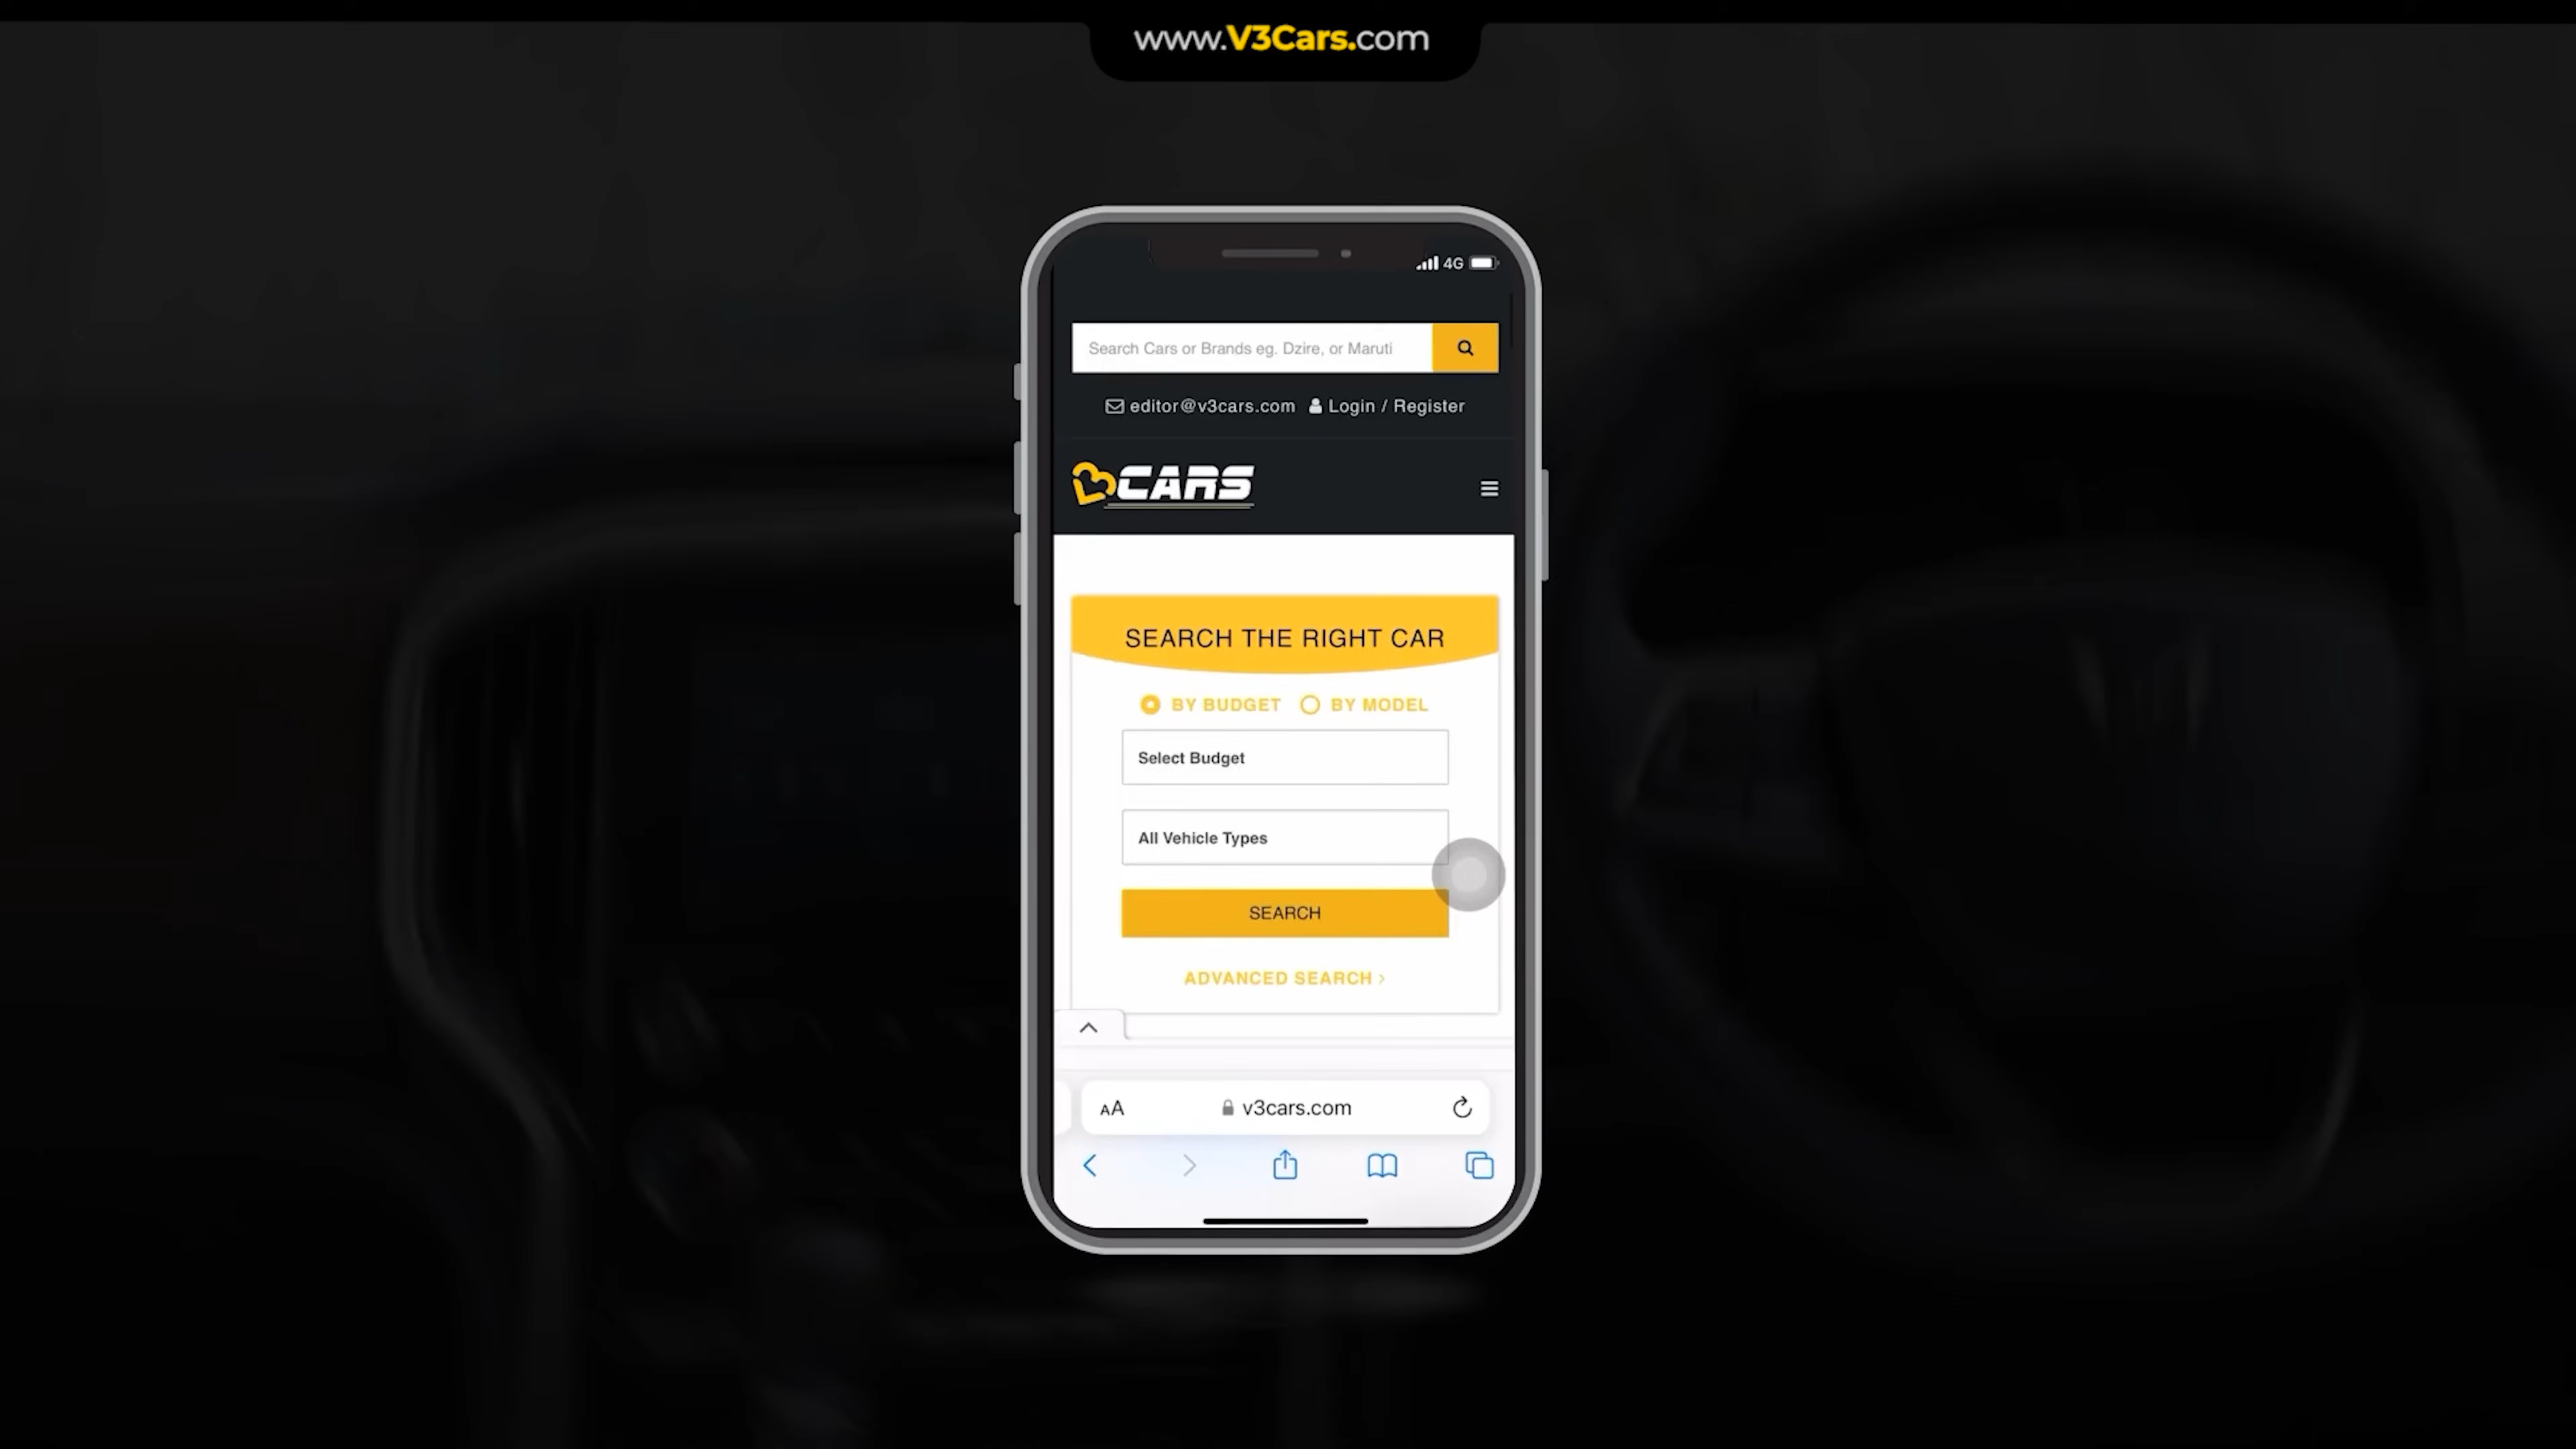 www.V3Cars.com
4G
Search Cars or Brands eg. Dzire, or Maruti
editor@v3cars.com Login / Register
V3CARS
SEARCH THE RIGHT CAR
BY BUDGET BY MODEL
Select Budget
All Vehicle Types
SEARCH
ADVANCED SEARCH
AA v3cars.com